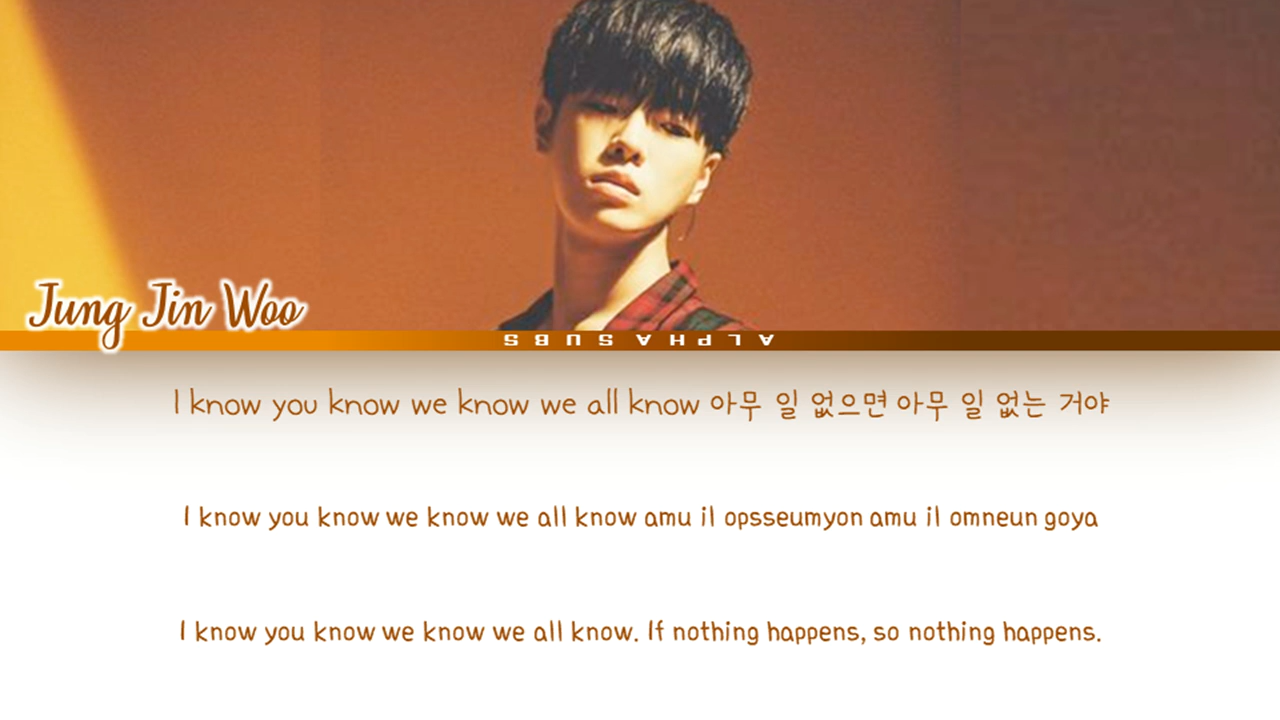 Jung Jin Woo
ALPHASUBS
I know you know we know we all know 아무 일 없으면 아무 일 없는 거야
I know you know we know we all know amu il opsseumyon amu il omneun goya
I know you know we know we all know. If nothing happens, so nothing happens.